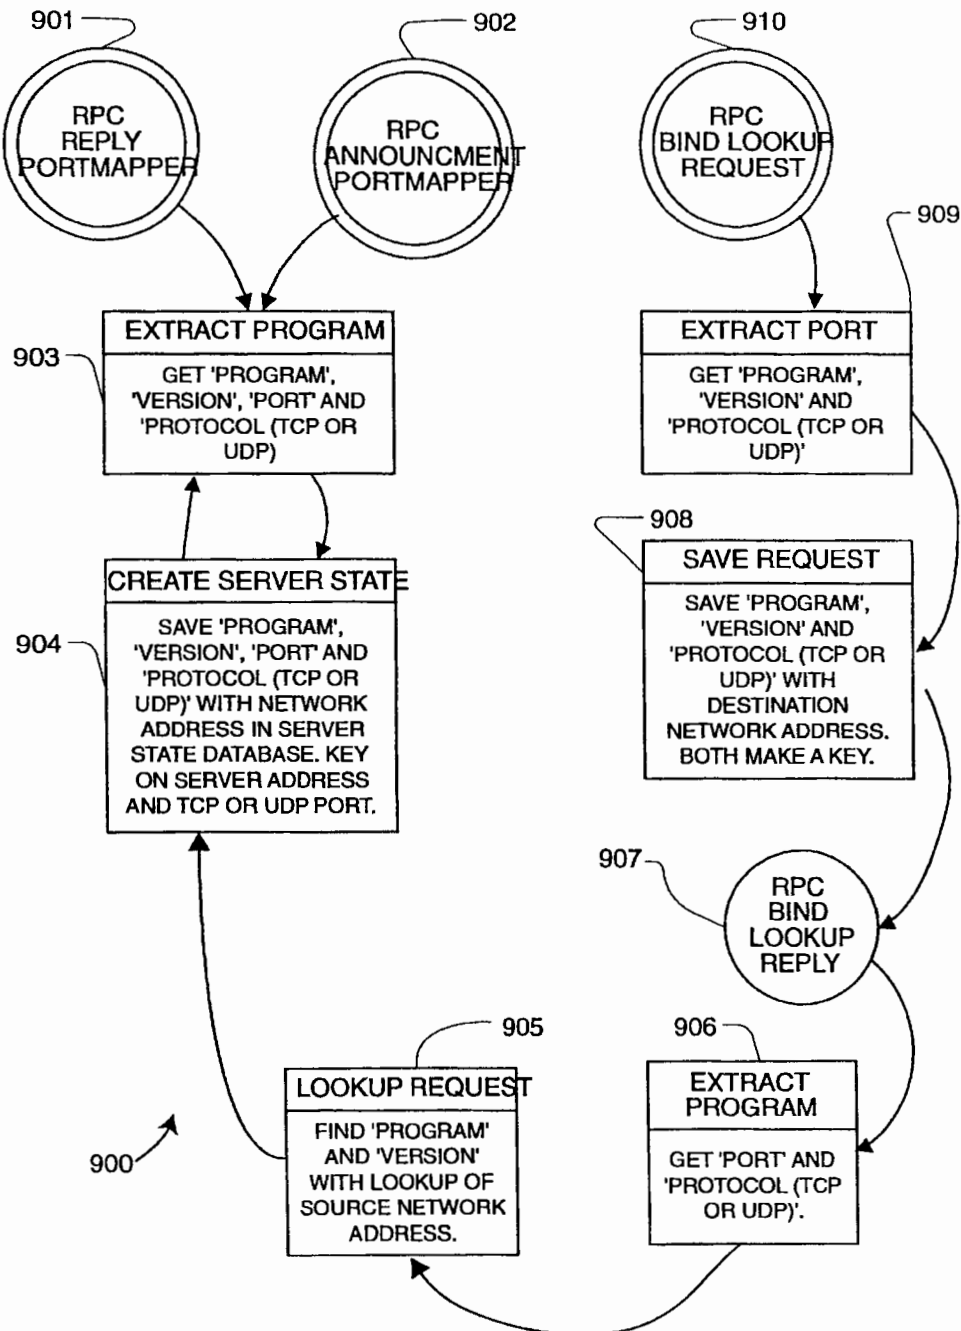 901
902
910
RPC
REPLY
PORTMAPPER
RPC
ANNOUNCMENT
PORTMAPPER
RPC
BIND LOOKUP
REQUEST
909
EXTRACT PROGRAM
903
GET 'PROGRAM',
'VERSION', 'PORT' AND
'PROTOCOL (TCP OR
UDP)
EXTRACT PORT
GET 'PROGRAM',
'VERSION' AND
'PROTOCOL (TCP OR
UDP)'
908
SAVE REQUEST
SAVE 'PROGRAM',
'VERSION' AND
'PROTOCOL (TCP OR
UDP)' WITH
DESTINATION
NETWORK ADDRESS.
BOTH MAKE A KEY.
CREATE SERVER STATE
904
SAVE 'PROGRAM',
'VERSION', 'PORT' AND
'PROTOCOL (TCP OR
UDP)' WITH NETWORK
ADDRESS IN SERVER
STATE DATABASE. KEY
ON SERVER ADDRESS
AND TCP OR UDP PORT.
907
RPC
BIND
LOOKUP
REPLY
905
LOOKUP REQUEST
FIND 'PROGRAM'
AND 'VERSION'
WITH LOOKUP OF
SOURCE NETWORK
ADDRESS.
906
EXTRACT
PROGRAM
GET 'PORT' AND
'PROTOCOL (TCP
OR UDP)'.
900